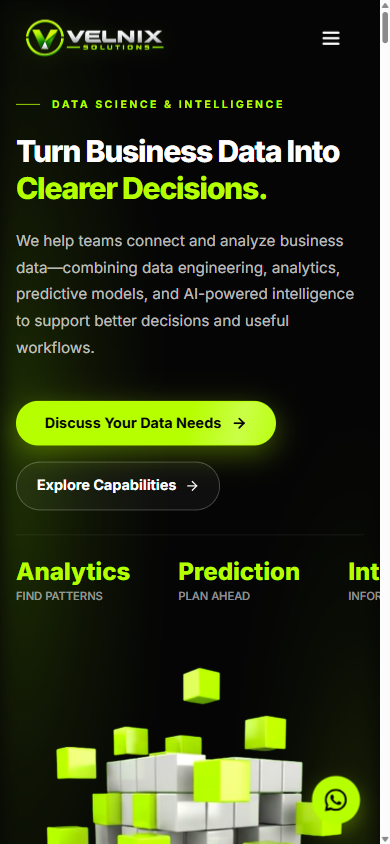 VELNIX
SOLUTIONS
DATA SCIENCE & INTELLIGENCE
Turn Business Data Into
Clearer Decisions.
We help teams connect and analyze business
data—combining data engineering, analytics,
predictive models, and AI-powered intelligence
to support better decisions and useful
workflows.
Discuss Your Data Needs →
Explore Capabilities →
Analytics Prediction Int
FIND PATTERNS PLAN AHEAD INFOR